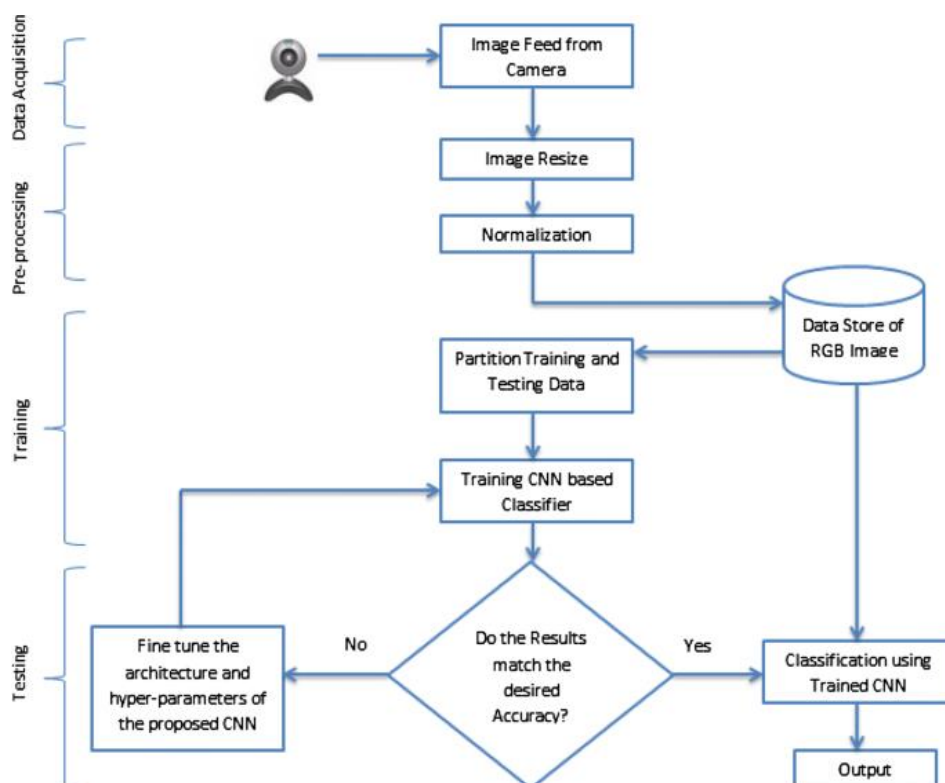 Data Acquisition
Image Feed from
Camera
Pre-processing
Image Resize
Normalization
Data Store of
RGB Image
Training
Partition Training and
Testing Data
Training CNN based
Classifier
Testing
Fine tune the
architecture and
hyper-parameters of
the proposed CNN
No
Do the Results
match the
desired
Accuracy?
Yes
Classification using
Trained CNN
Output